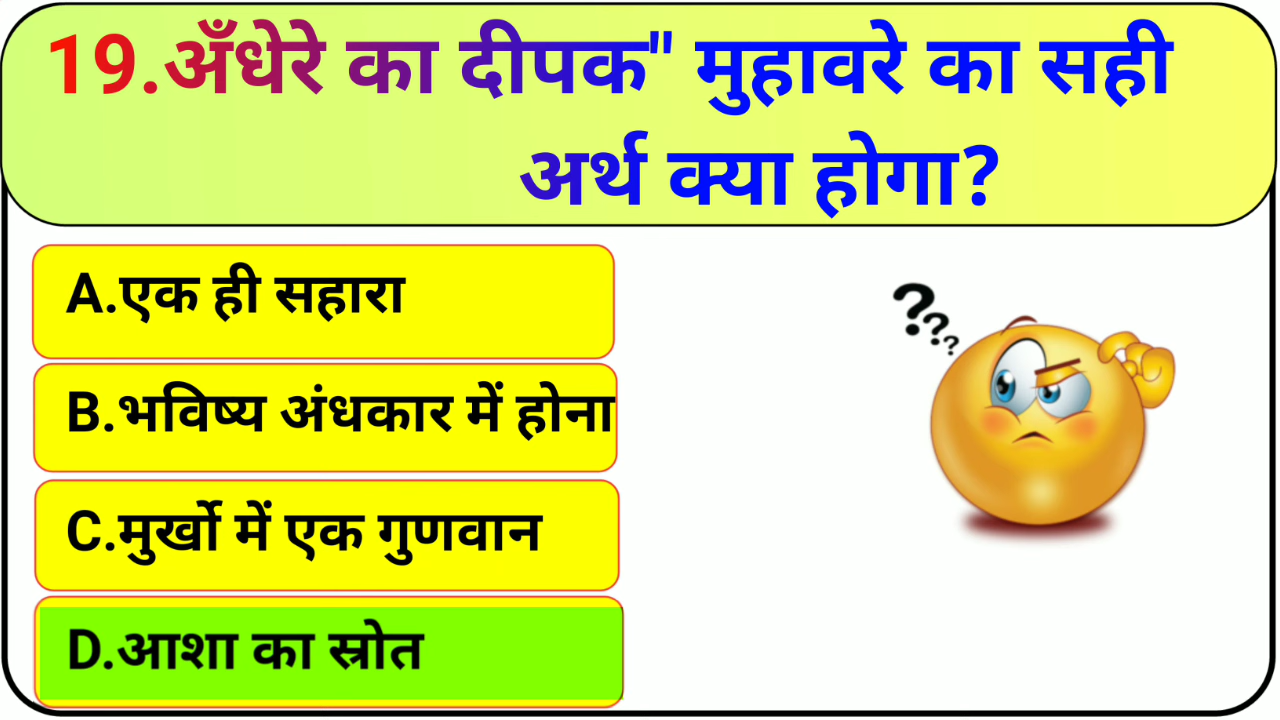 19.अँधेरे का दीपक" मुहावरे का सही
अर्थ क्या होगा?
A.एक ही सहारा
B.भविष्य अंधकार में होना
C.मुर्खो में एक गुणवान
D.आशा का स्रोत
???